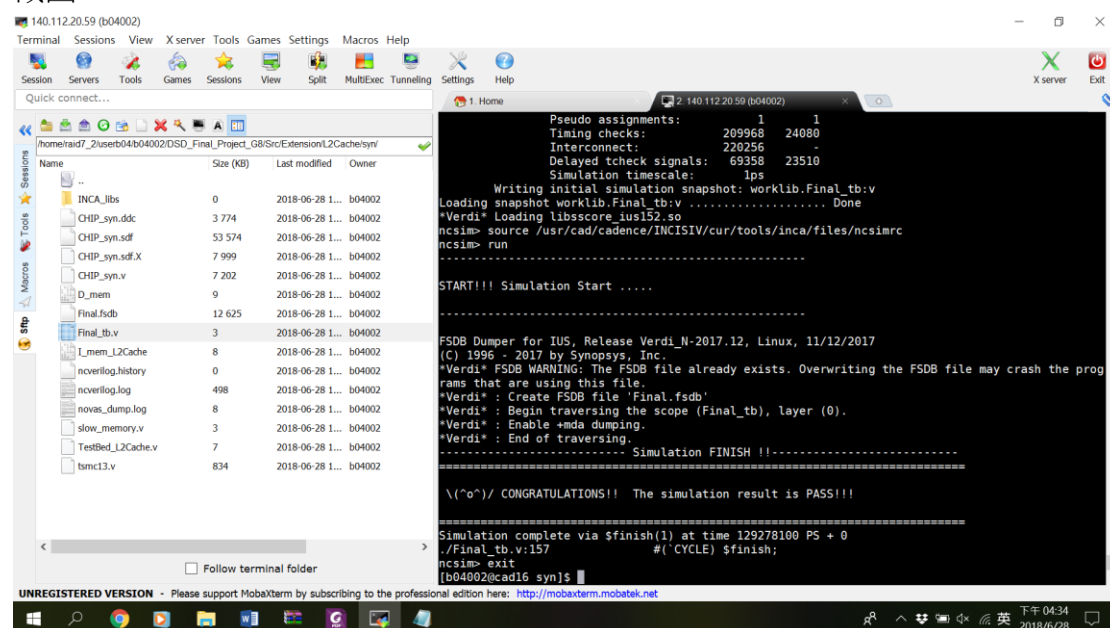 截圖
140.112.20.59 (b04002)
Terminal Sessions View X server Tools Games Settings Macros Help
Session Servers Tools Games Sessions View Split MultiExec Tunneling Settings Help X server Exit
Quick connect...
1. Home 2. 140.112.20.59 (b04002)
/home/raid7_2/userb04/b04002/DSD_Final_Project_G8/Src/Extension/L2Cache/syn/
Sessions
Tools
Macros
Sftp
Name Size (KB) Last modified Owner
..
INCA_libs 0 2018-06-28 1... b04002
CHIP_syn.ddc 3 774 2018-06-28 1... b04002
CHIP_syn.sdf 53 574 2018-06-28 1... b04002
CHIP_syn.sdf.X 7 999 2018-06-28 1... b04002
CHIP_syn.v 7 202 2018-06-28 1... b04002
D_mem 9 2018-06-28 1... b04002
Final.fsdb 12 625 2018-06-28 1... b04002
Final_tb.v 3 2018-06-28 1... b04002
I_mem_L2Cache 8 2018-06-28 1... b04002
ncverilog.history 0 2018-06-28 1... b04002
ncverilog.log 498 2018-06-28 1... b04002
novas_dump.log 8 2018-06-28 1... b04002
slow_memory.v 3 2018-06-28 1... b04002
TestBed_L2Cache.v 7 2018-06-28 1... b04002
tsmc13.v 834 2018-06-28 1... b04002
Follow terminal folder
Pseudo assignments: 1 1
Timing checks: 209968 24080
Interconnect: 220256 -
Delayed tcheck signals: 69358 23510
Simulation timescale: 1ps
Writing initial simulation snapshot: worklib.Final_tb:v
Loading snapshot worklib.Final_tb:v .................... Done
*Verdi* Loading libsscore_ius152.so
ncsim> source /usr/cad/cadence/INCISIV/cur/tools/inca/files/ncsimrc
ncsim> run
-----------------------------------------------------
START!!! Simulation Start .....
-----------------------------------------------------
FSDB Dumper for IUS, Release Verdi_N-2017.12, Linux, 11/12/2017
(C) 1996 - 2017 by Synopsys, Inc.
*Verdi* FSDB WARNING: The FSDB file already exists. Overwriting the FSDB file may crash the prog
rams that are using this file.
*Verdi* : Create FSDB file 'Final.fsdb'
*Verdi* : Begin traversing the scope (Final_tb), layer (0).
*Verdi* : Enable +mda dumping.
*Verdi* : End of traversing.
--------------------------- Simulation FINISH !!---------------------------
============================================================================
\(^o^)/ CONGRATULATIONS!! The simulation result is PASS!!!
============================================================================
Simulation complete via $finish(1) at time 129278100 PS + 0
./Final_tb.v:157 #(`CYCLE) $finish;
ncsim> exit
[b04002@cad16 syn]$
UNREGISTERED VERSION - Please support MobaXterm by subscribing to the professional edition here: http://mobaxterm.mobatek.net
英 下午 04:34
2018/6/28